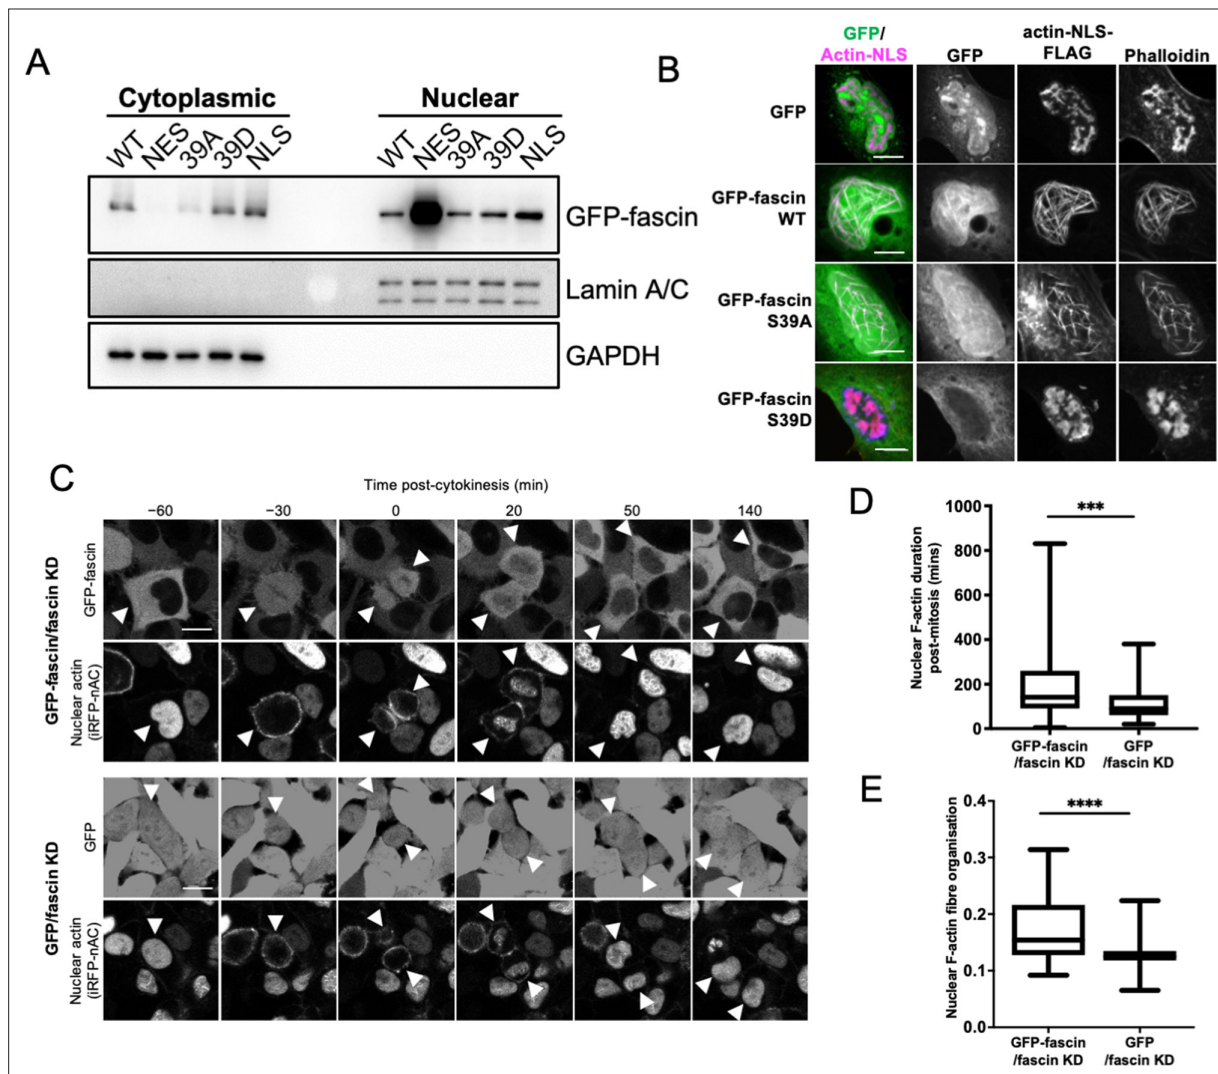 A
Cytoplasmic Nuclear
WT NES 39A 39D NLS WT NES 39A 39D NLS
GFP-fascin
Lamin A/C
GAPDH
B
GFP/
Actin-NLS
GFP
actin-NLS-
FLAG
Phalloidin
GFP
GFP-fascin
WT
GFP-fascin
S39A
GFP-fascin
S39D
C
Time post-cytokinesis (min)
−60 −30 0 20 50 140
GFP-fascin/fascin KD
GFP-fascin
Nuclear actin
(iRFP-nAC)
GFP/fascin KD
GFP
Nuclear actin
(iRFP-nAC)
D
Nuclear F-actin duration
post-mitosis (mins)
1000
800
600
400
200
0
***
GFP-fascin
/fascin KD
GFP
/fascin KD
E
Nuclear F-actin fibre organisation
0.4
0.3
0.2
0.1
0.0
****
GFP-fascin
/fascin KD
GFP
/fascin KD